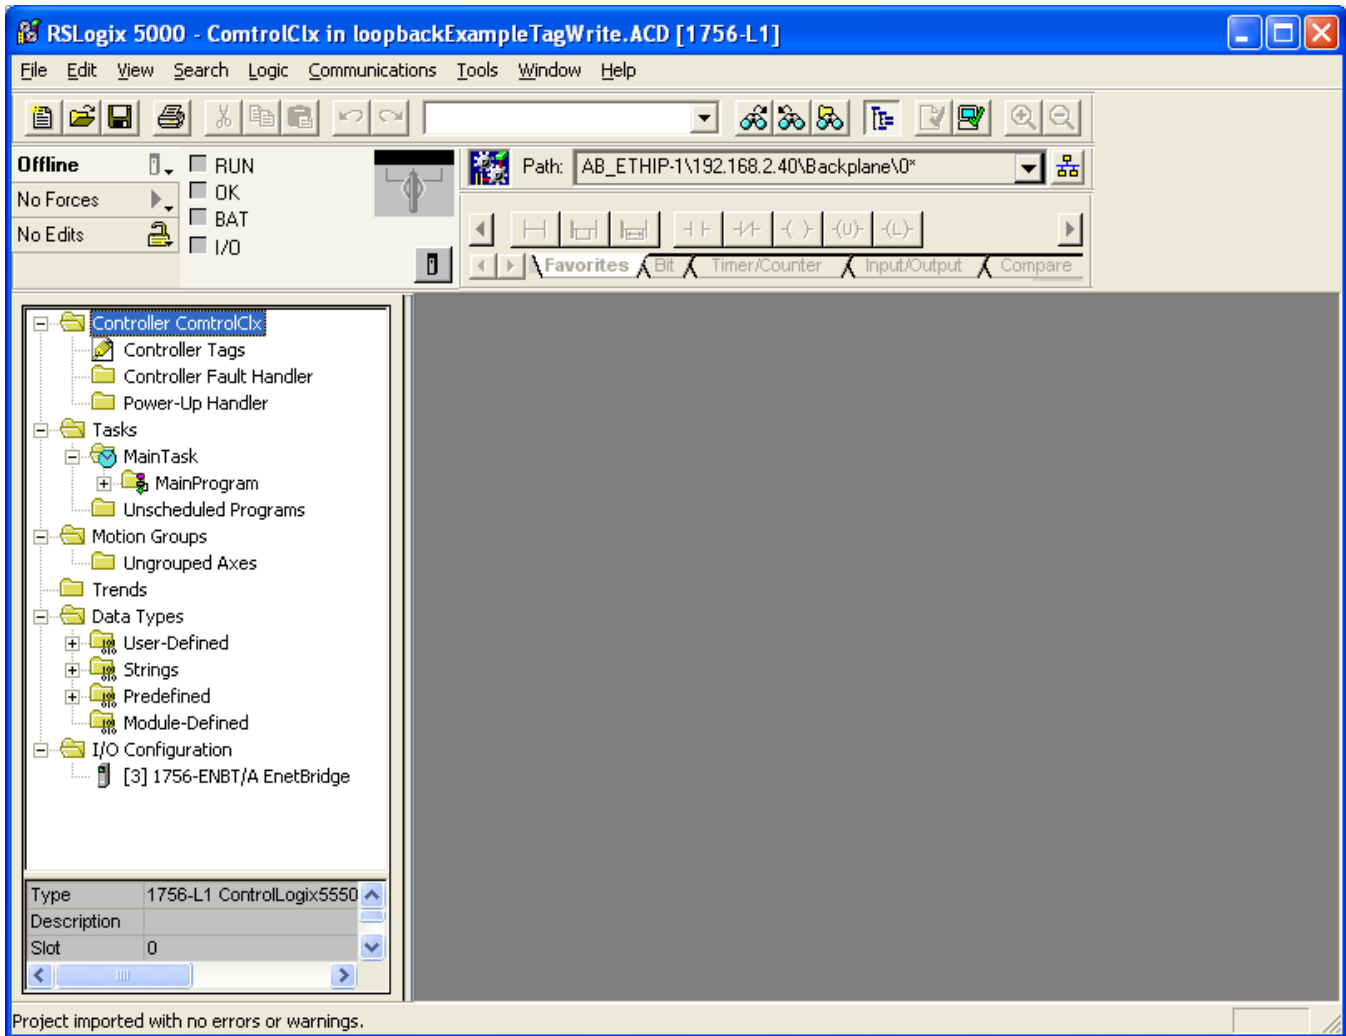 RSLogix 5000 - ComtrolClx in loopbackExampleTagWrite.ACD [1756-L1]
File Edit View Search Logic Communications Tools Window Help
Offline
RUN
No Forces
OK
BAT
No Edits
I/O
Path: AB_ETHIP-1\192.168.2.40\Backplane\0*
Favorites Bit Timer/Counter Input/Output Compare
Controller ComtrolClx
Controller Tags
Controller Fault Handler
Power-Up Handler
Tasks
MainTask
MainProgram
Unscheduled Programs
Motion Groups
Ungrouped Axes
Trends
Data Types
User-Defined
Strings
Predefined
Module-Defined
I/O Configuration
[3] 1756-ENBT/A EnetBridge
Type 1756-L1 ControlLogix5550
Description
Slot 0
Project imported with no errors or warnings.